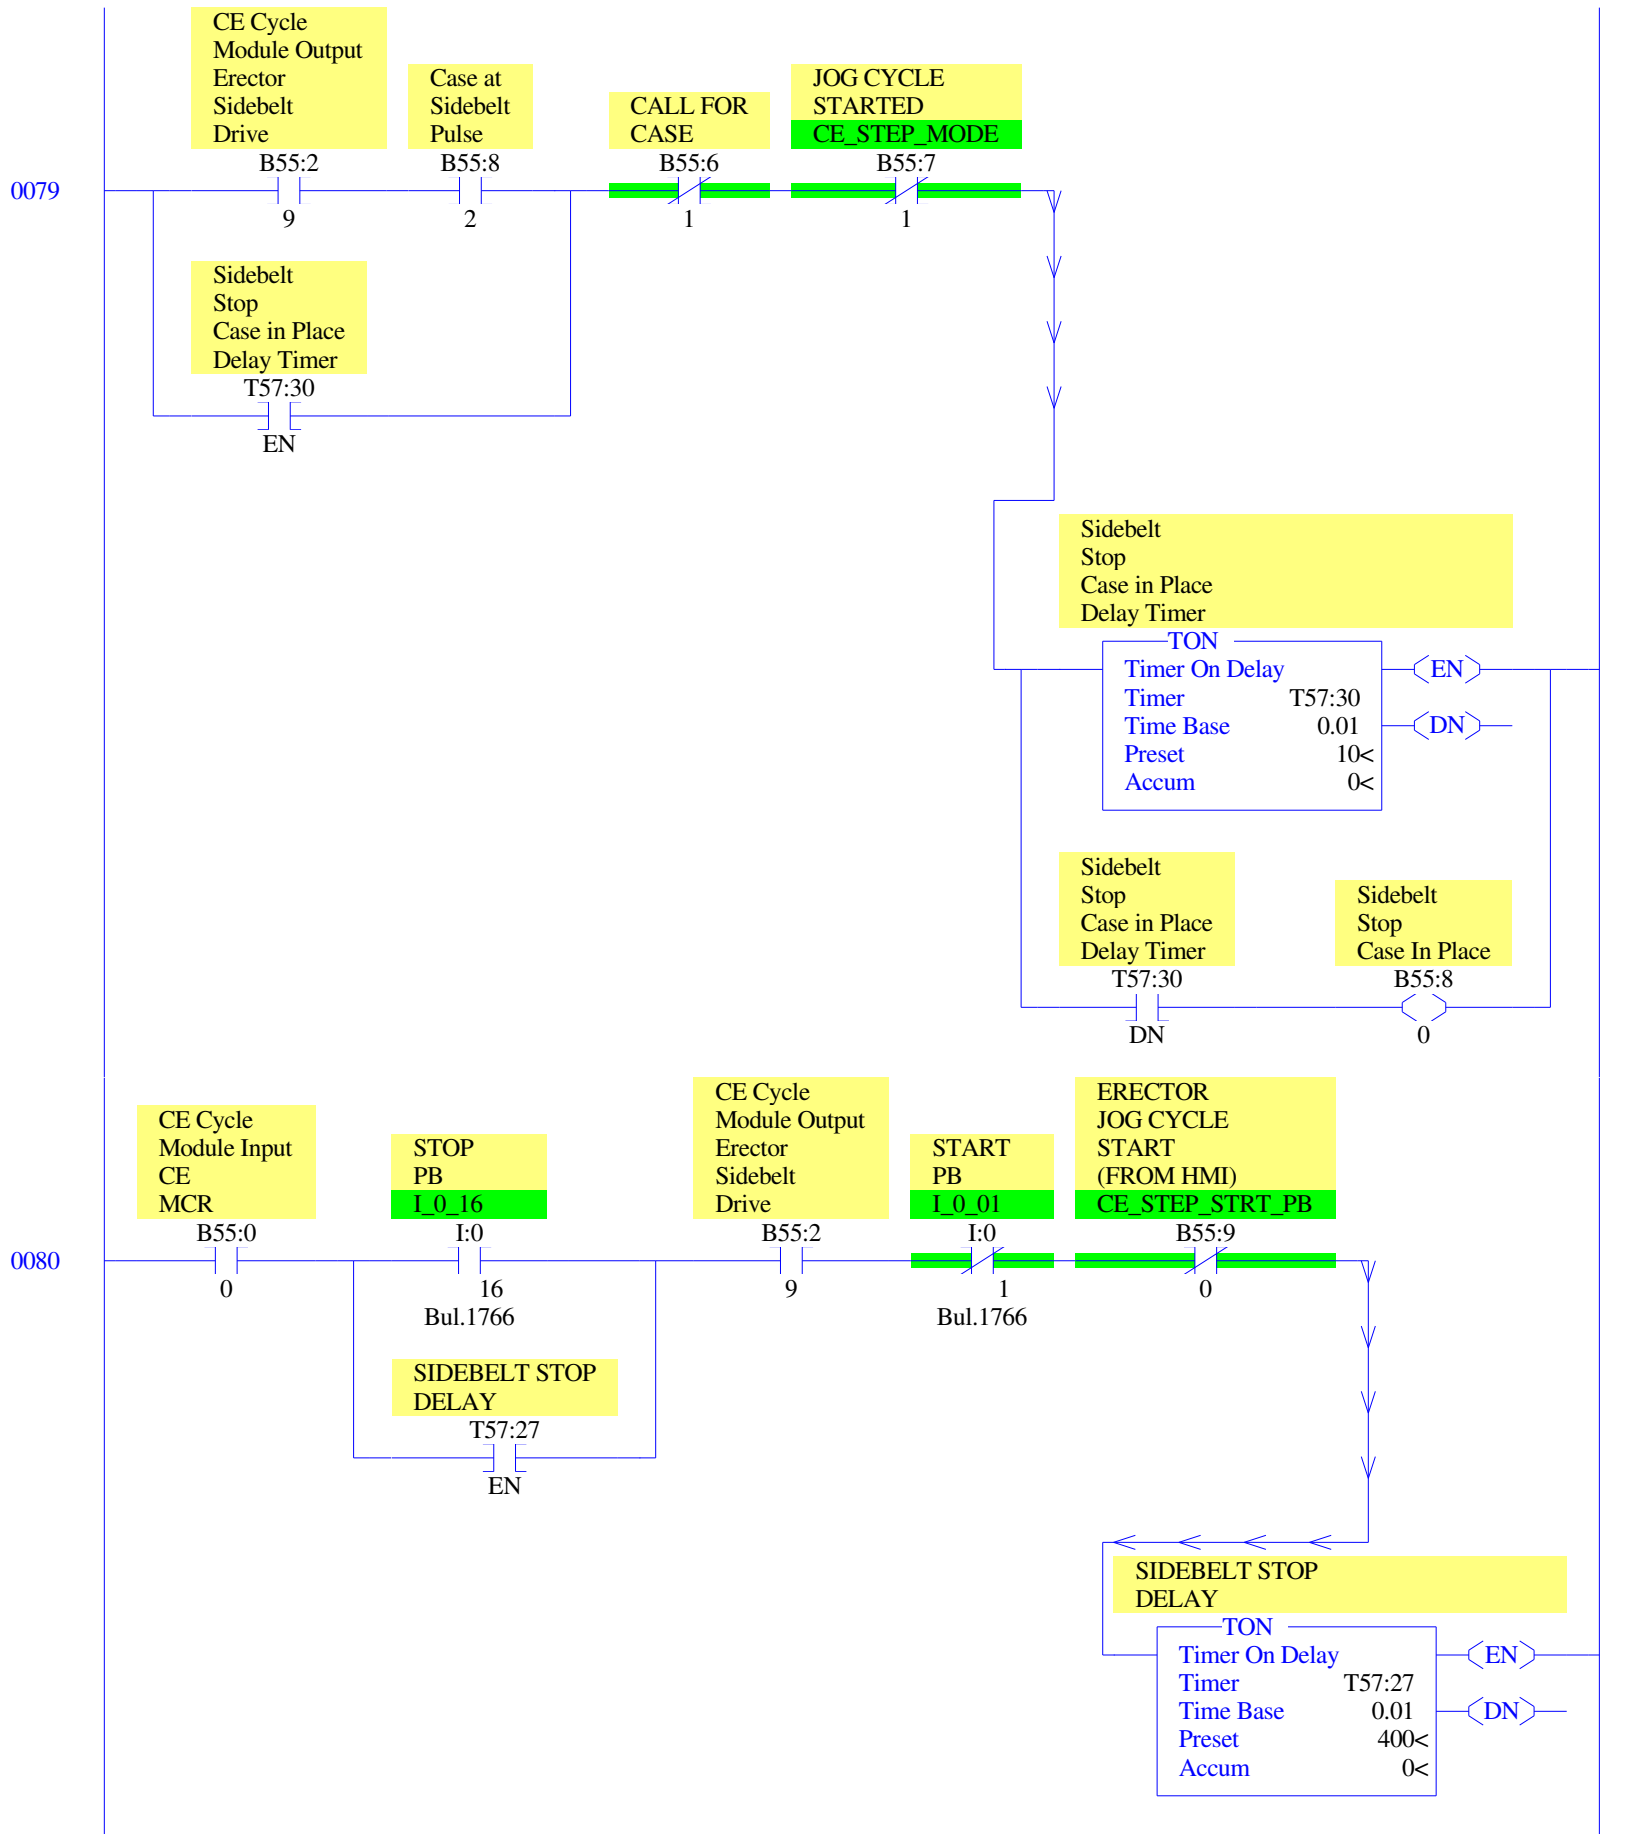 CE Cycle
Module Output
Erector
Sidebelt
Drive
B55:2
9
Case at
Sidebelt
Pulse
B55:8
2
CALL FOR
CASE
B55:6
1
JOG CYCLE
STARTED
CE_STEP_MODE
B55:7
1
0079
Sidebelt
Stop
Case in Place
Delay Timer
T57:30
EN
Sidebelt
Stop
Case in Place
Delay Timer
TON
Timer On Delay
Timer T57:30
Time Base 0.01
Preset 10<
Accum 0<
EN
DN
Sidebelt
Stop
Case in Place
Delay Timer
T57:30
DN
Sidebelt
Stop
Case In Place
B55:8
0
0080
CE Cycle
Module Input
CE
MCR
B55:0
0
STOP
PB
I_0_16
I:0
16
Bul.1766
SIDEBELT STOP
DELAY
T57:27
EN
CE Cycle
Module Output
Erector
Sidebelt
Drive
B55:2
9
START
PB
I_0_01
I:0
1
Bul.1766
ERECTOR
JOG CYCLE
START
(FROM HMI)
CE_STEP_STRT_PB
B55:9
0
SIDEBELT STOP
DELAY
TON
Timer On Delay
Timer T57:27
Time Base 0.01
Preset 400<
Accum 0<
EN
DN